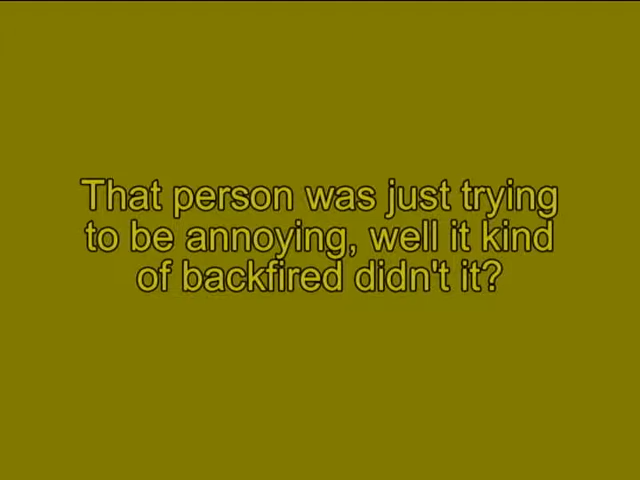 That person was just trying
to be annoying, well it kind
of backfired didn't it?